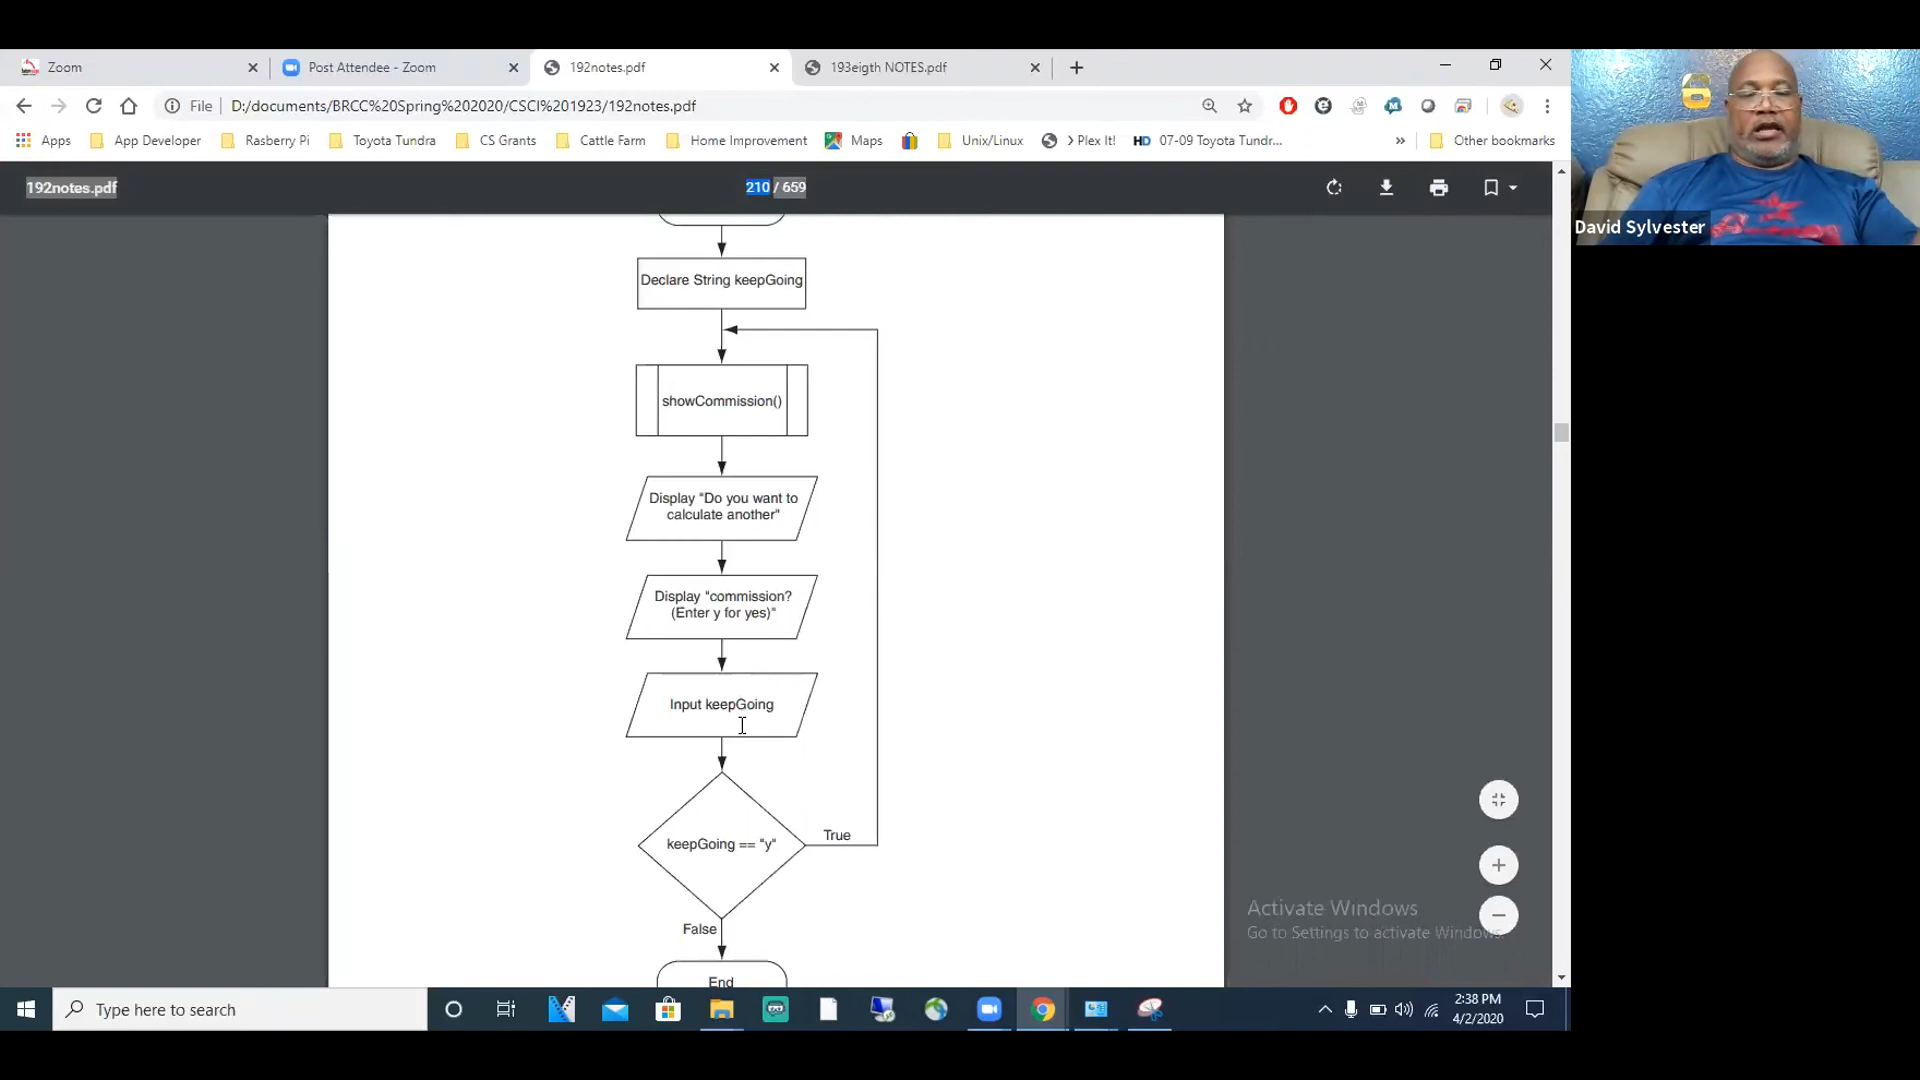 Zoom
Post Attendee - Zoom
192notes.pdf
193eigth NOTES.pdf
File
D:/documents/BRCC%20Spring%202020/CSCI%201923/192notes.pdf
Apps
App Developer
Rasberry Pi
Toyota Tundra
CS Grants
Cattle Farm
Home Improvement
Maps
Unix/Linux
> Plex It!
HD 07-09 Toyota Tundr...
»
Other bookmarks
192notes.pdf
210 / 659
David Sylvester
Declare String keepGoing
showCommission()
Display "Do you want to
calculate another"
Display "commission?
(Enter y for yes)"
Input keepGoing
keepGoing == "y"
True
False
End
Activate Windows
Go to Settings to activate Windows.
Type here to search
2:38 PM
4/2/2020